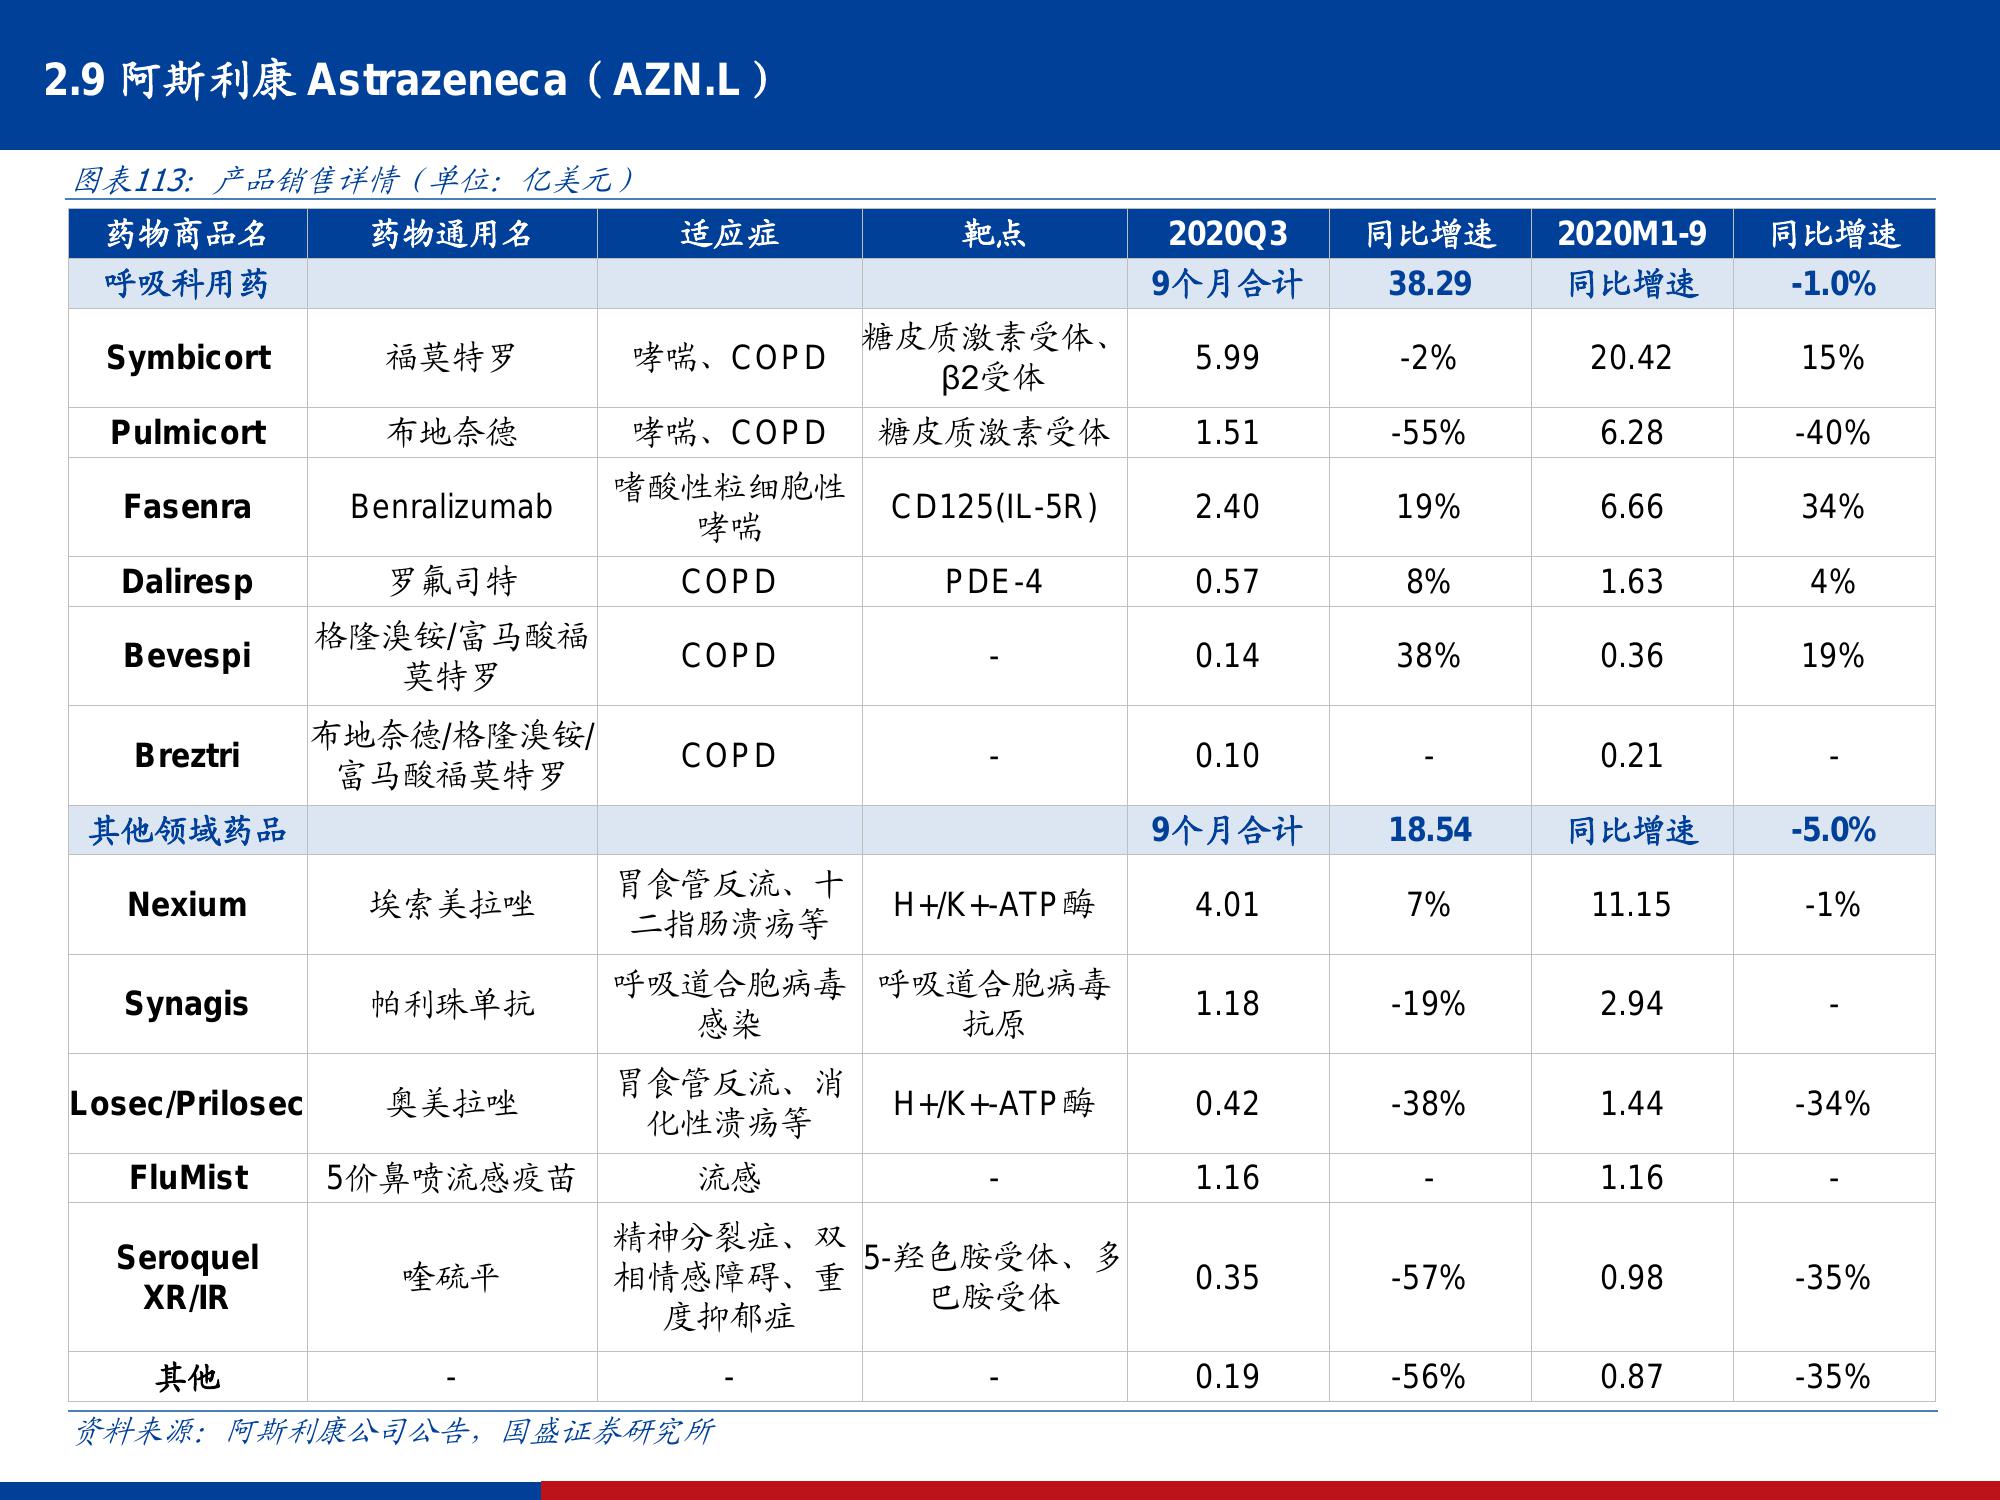 2.9 阿斯利康 Astrazeneca（AZN.L）
图表113：产品销售详情（单位：亿美元）
药物商品名 药物通用名 适应症 靶点 2020Q3 同比增速 2020M1-9 同比增速
呼吸科用药 9个月合计 38.29 同比增速 -1.0%
Symbicort 福莫特罗 哮喘、COPD 糖皮质激素受体、
β2受体 5.99 -2% 20.42 15%
Pulmicort 布地奈德 哮喘、COPD 糖皮质激素受体 1.51 -55% 6.28 -40%
Fasenra Benralizumab 嗜酸性粒细胞性
哮喘 CD125(IL-5R) 2.40 19% 6.66 34%
Daliresp 罗氟司特 COPD PDE-4 0.57 8% 1.63 4%
Bevespi 格隆溴铵/富马酸福
莫特罗 COPD - 0.14 38% 0.36 19%
Breztri 布地奈德/格隆溴铵/
富马酸福莫特罗 COPD - 0.10 - 0.21 -
其他领域药品 9个月合计 18.54 同比增速 -5.0%
Nexium 埃索美拉唑 胃食管反流、十
二指肠溃疡等 H+/K+-ATP酶 4.01 7% 11.15 -1%
Synagis 帕利珠单抗 呼吸道合胞病毒
感染 呼吸道合胞病毒
抗原 1.18 -19% 2.94 -
Losec/Prilosec 奥美拉唑 胃食管反流、消
化性溃疡等 H+/K+-ATP酶 0.42 -38% 1.44 -34%
FluMist 5价鼻喷流感疫苗 流感 - 1.16 - 1.16 -
Seroquel
XR/IR 喹硫平 精神分裂症、双
相情感障碍、重
度抑郁症 5-羟色胺受体、多
巴胺受体 0.35 -57% 0.98 -35%
其他 - - - 0.19 -56% 0.87 -35%
资料来源：阿斯利康公司公告，国盛证券研究所